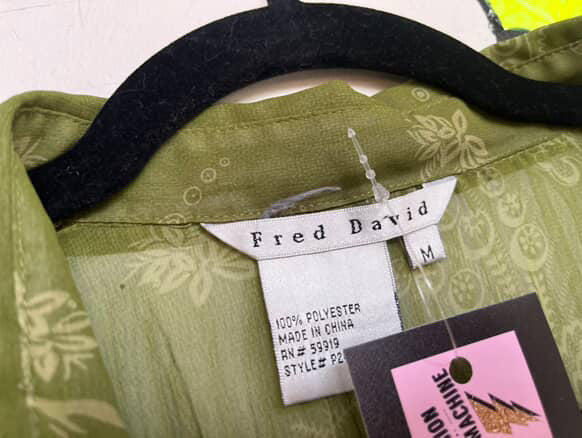 Fred David
M
100% POLYESTER
MADE IN CHINA
RN# 59919
STYLE# P2
MACHINE